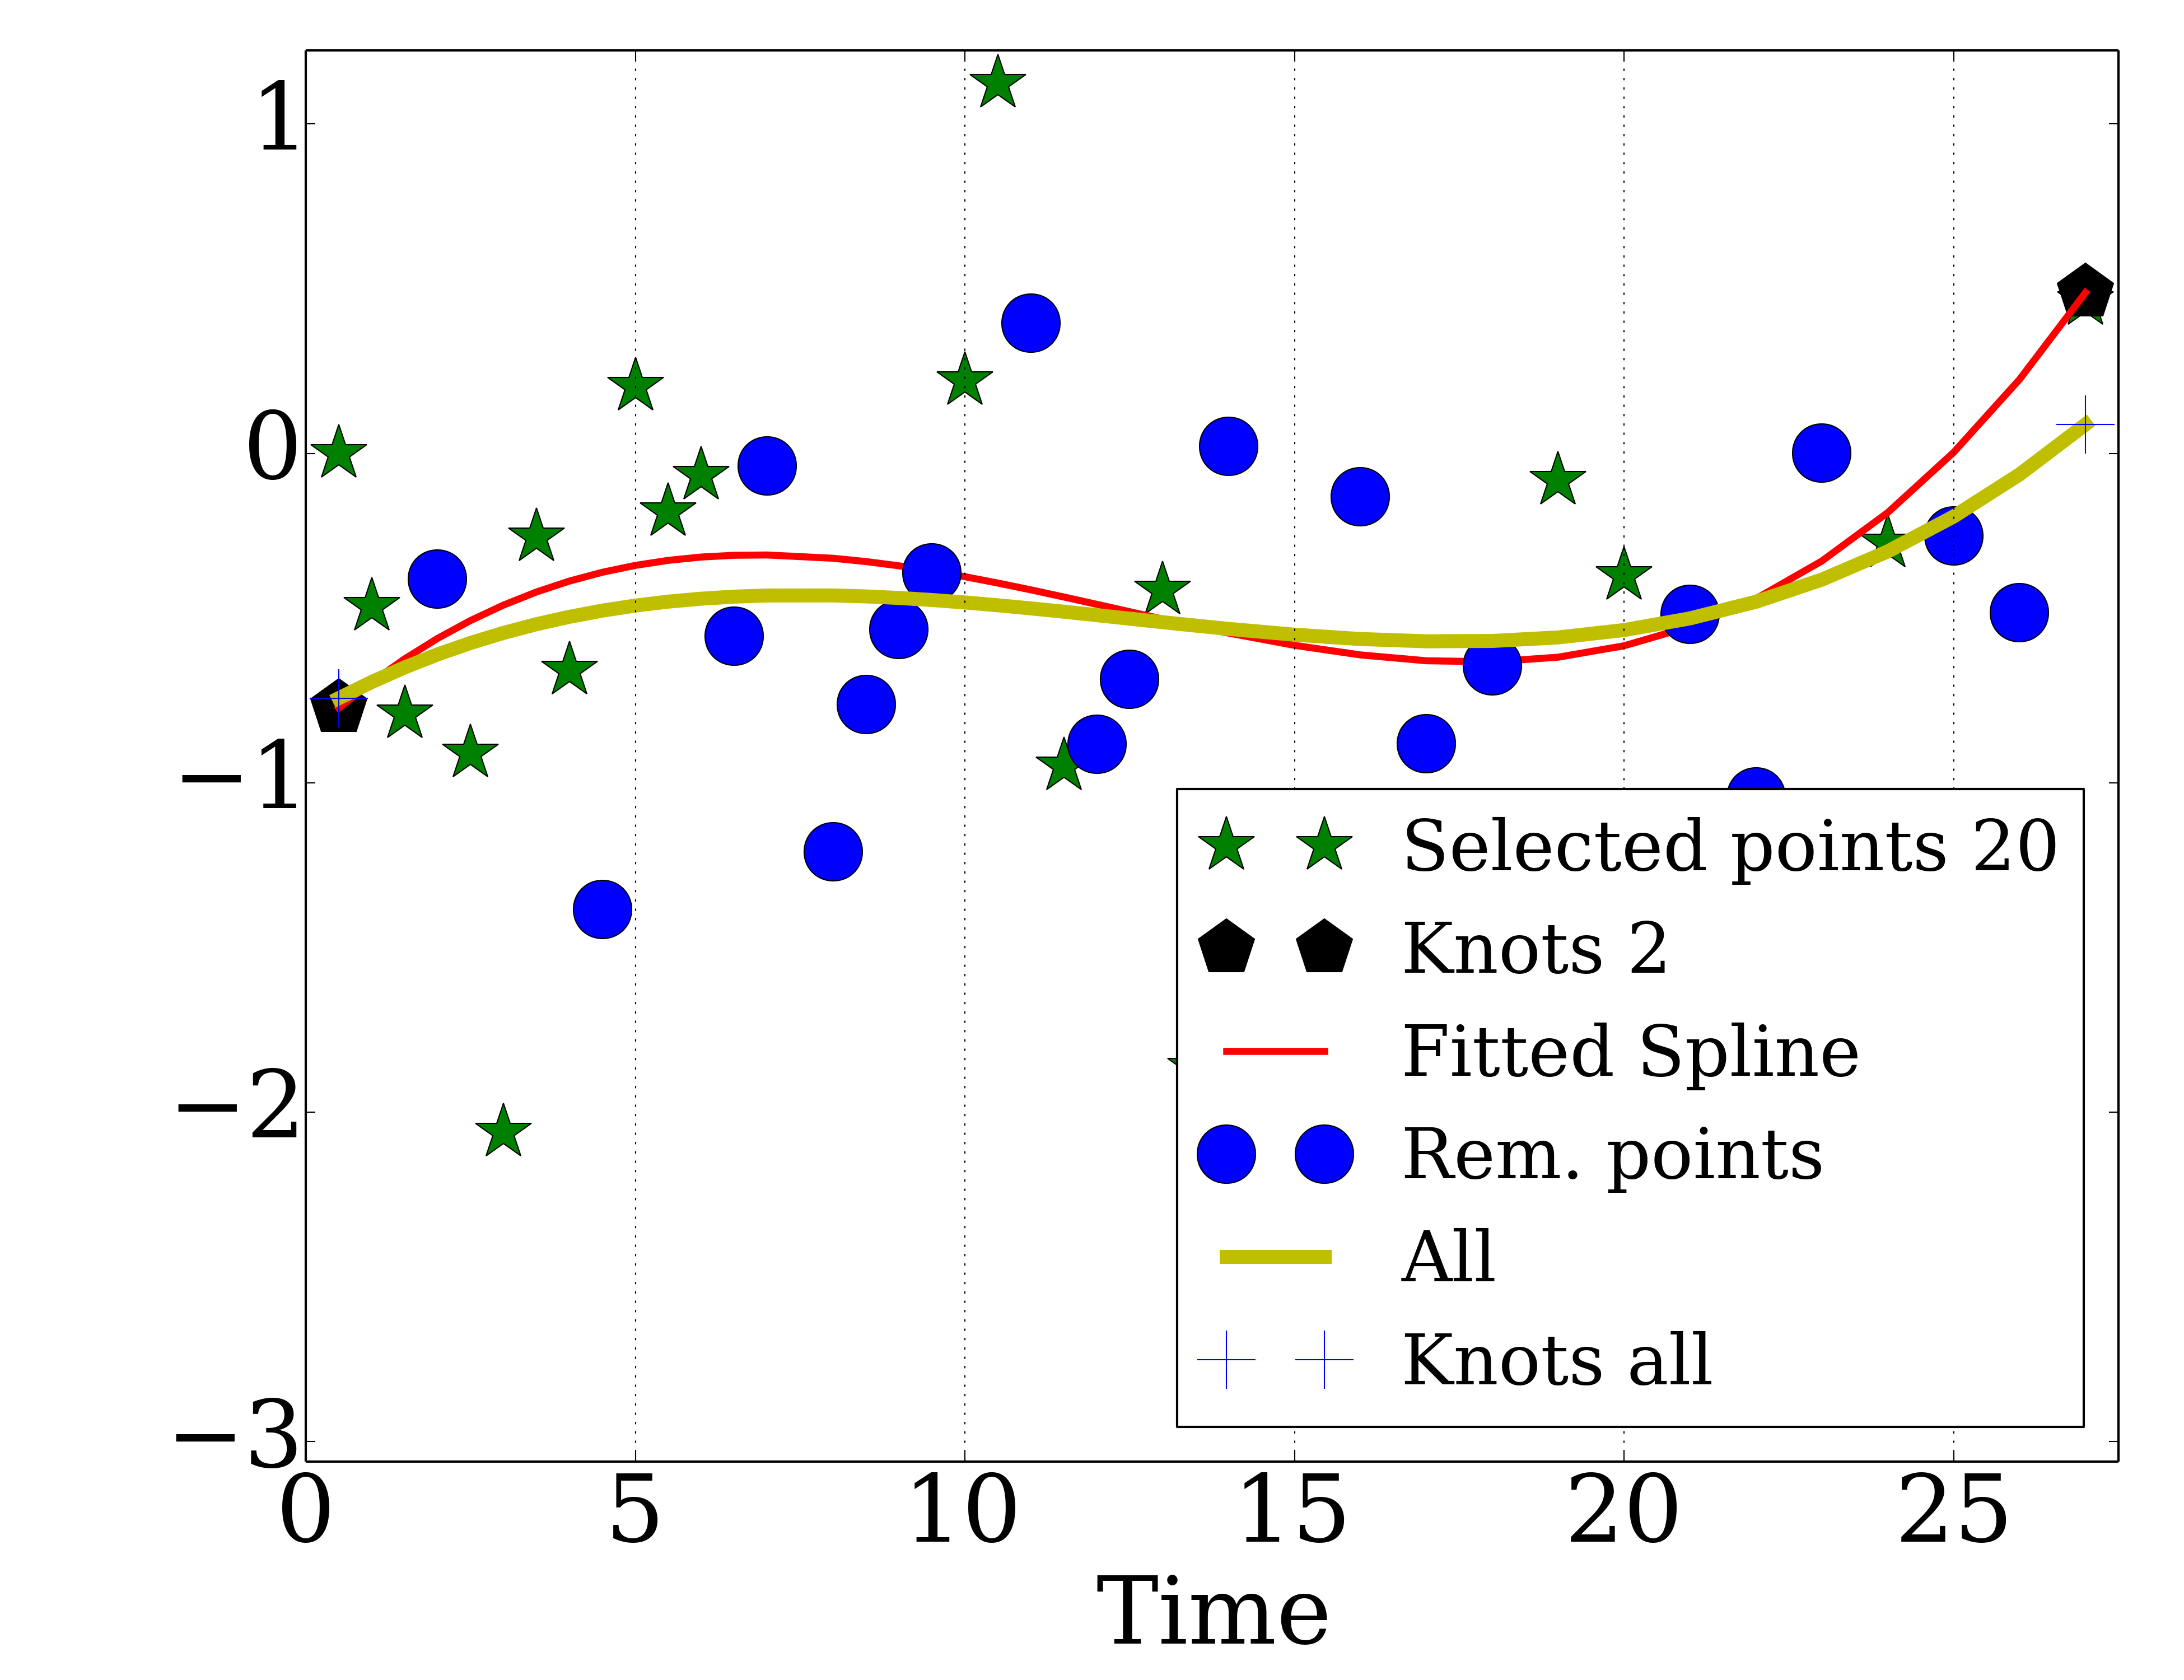 1
0
−1
−2
−3
0 5 10 15 20 25
Time
Selected points 20
Knots 2
Fitted Spline
Rem. points
All
Knots all